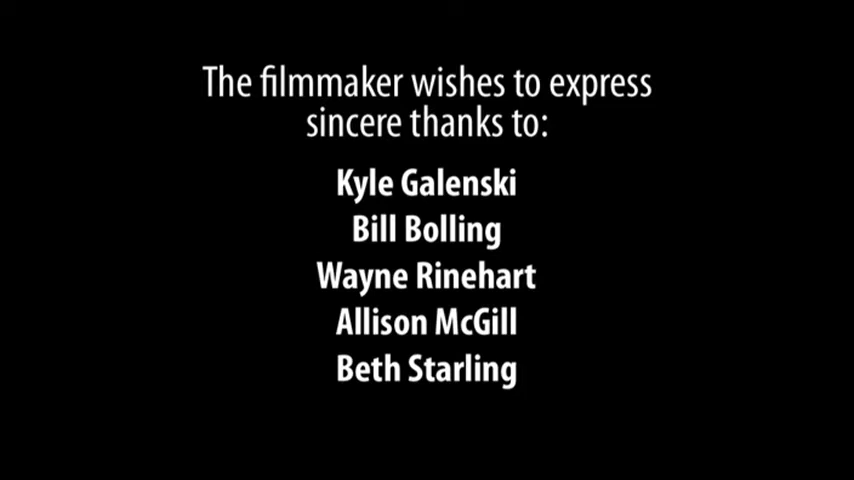 The filmmaker wishes to express
sincere thanks to:
Kyle Galenski
Bill Bolling
Wayne Rinehart
Allison McGill
Beth Starling